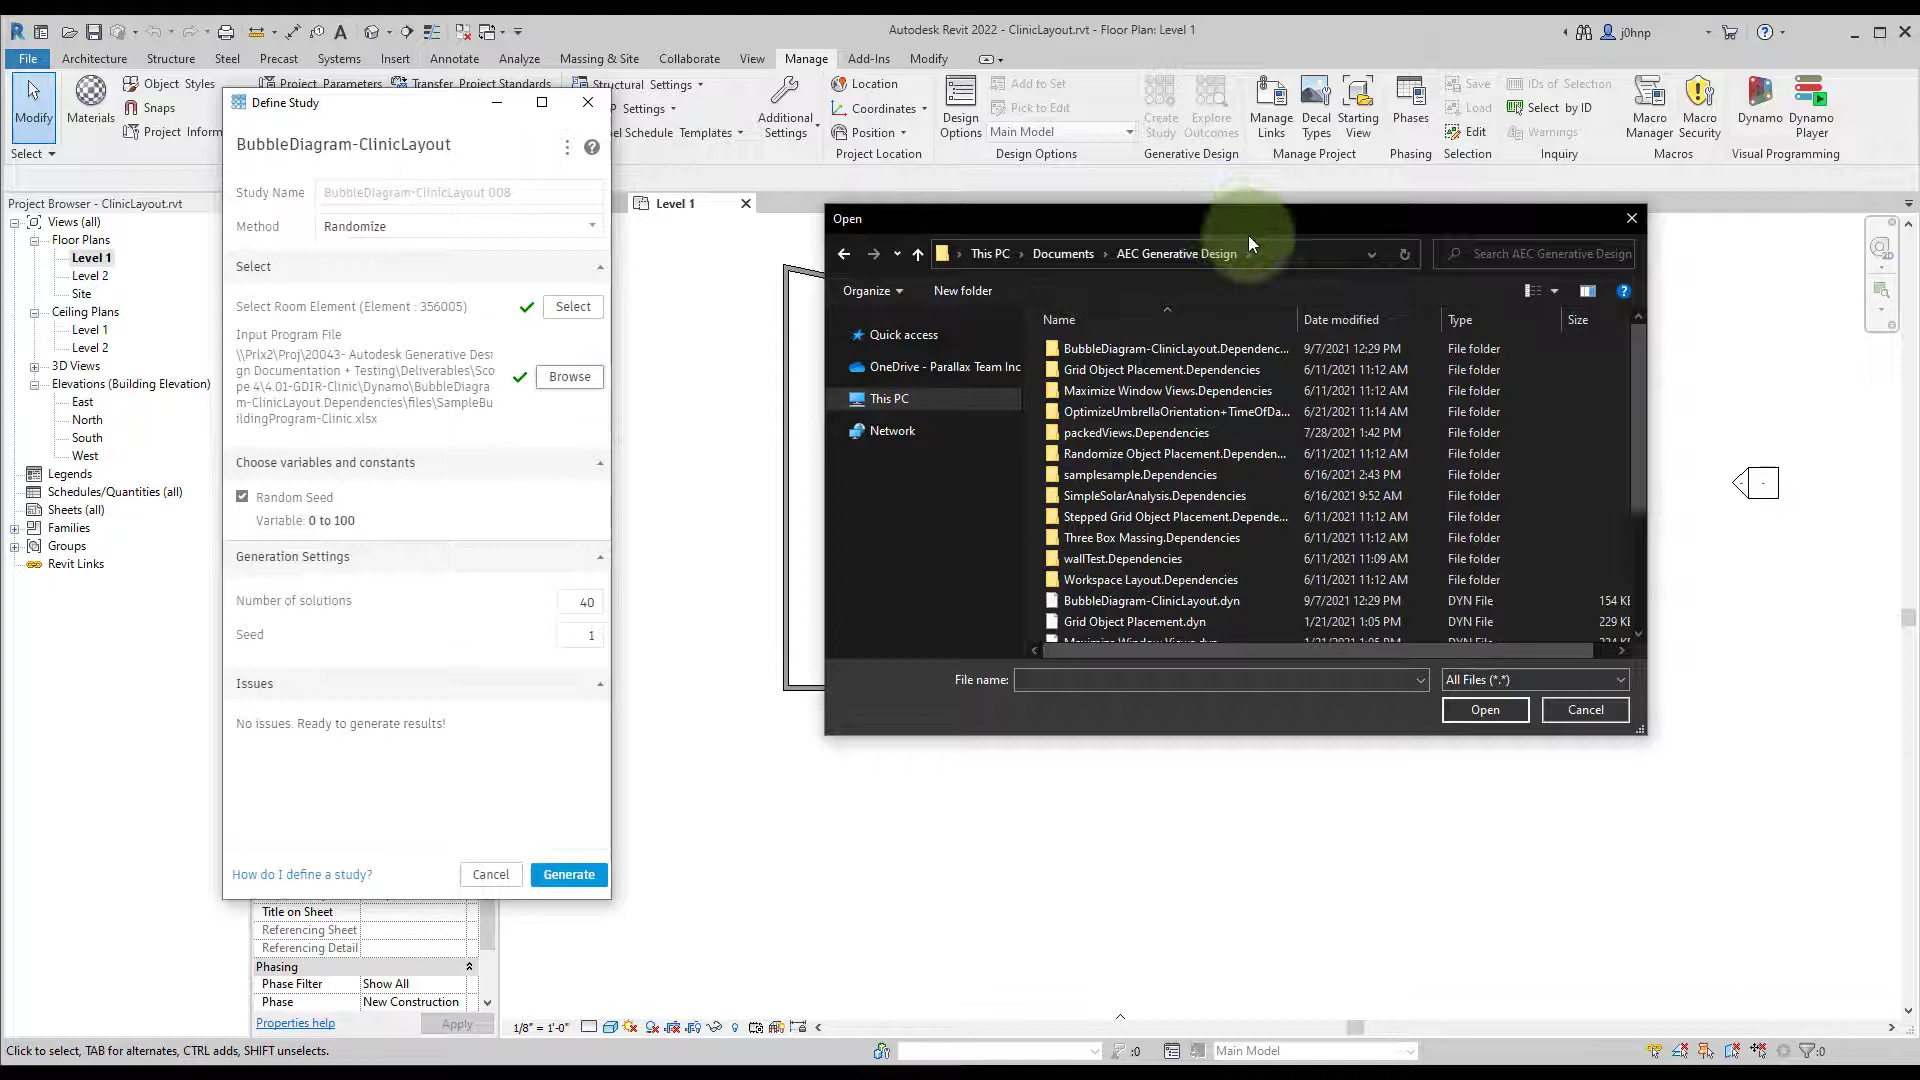 Autodesk Revit 2022 - ClinicLayout.rvt - Floor Plan: Level 1
j0hnp
File Architecture Structure Steel Precast Systems Insert Annotate Analyze Massing & Site Collaborate View Manage Add-Ins Modify
Modify
Materials
Object Styles
Snaps
Project Inform
Project Parameters
Transfer Project Standards
Structural Settings
Settings
Schedule Templates
Additional Settings
Location
Coordinates
Position
Design Options
Add to Set
Pick to Edit
Main Model
Create Study
Explore Outcomes
Manage Links
Decal Types
Starting View
Phases
Save
Load
Edit
IDs of Selection
Select by ID
Warnings
Macro Manager
Macro Security
Dynamo
Dynamo Player
Select
Project Location
Design Options
Generative Design
Manage Project
Phasing
Selection
Inquiry
Macros
Visual Programming
Project Browser - ClinicLayout.rvt
Views (all)
Floor Plans
Level 1
Level 2
Site
Ceiling Plans
Level 1
Level 2
3D Views
Elevations (Building Elevation)
East
North
South
West
Legends
Schedules/Quantities (all)
Sheets (all)
Families
Groups
Revit Links
Define Study
BubbleDiagram-ClinicLayout
Study Name BubbleDiagram-ClinicLayout 008
Method Randomize
Select
Select Room Element (Element : 356005)
Select
Input Program File
\\Prlx2\Proj\20043- Autodesk Generative Desi
gn Documentation + Testing\Deliverables\Sco
pe 4\4.01-GDIR-Clinic\Dynamo\BubbleDiagra
m-ClinicLayout.Dependencies\files\SampleBu
ildingProgram-Clinic.xlsx
Browse
Choose variables and constants
Random Seed
Variable: 0 to 100
Generation Settings
Number of solutions 40
Seed 1
Issues
No issues. Ready to generate results!
How do I define a study?
Cancel
Generate
Level 1
Open
This PC Documents AEC Generative Design
Search AEC Generative Design
Organize New folder
Quick access
OneDrive - Parallax Team Inc
This PC
Network
Name Date modified Type Size
BubbleDiagram-ClinicLayout.Dependenc... 9/7/2021 12:29 PM File folder
Grid Object Placement.Dependencies 6/11/2021 11:12 AM File folder
Maximize Window Views.Dependencies 6/11/2021 11:12 AM File folder
OptimizeUmbrellaOrientation+TimeOfDa... 6/21/2021 11:14 AM File folder
packedViews.Dependencies 7/28/2021 1:42 PM File folder
Randomize Object Placement.Dependen... 6/11/2021 11:12 AM File folder
samplesample.Dependencies 6/16/2021 2:43 PM File folder
SimpleSolarAnalysis.Dependencies 6/16/2021 9:52 AM File folder
Stepped Grid Object Placement.Depende... 6/11/2021 11:12 AM File folder
Three Box Massing.Dependencies 6/11/2021 11:12 AM File folder
wallTest.Dependencies 6/11/2021 11:09 AM File folder
Workspace Layout.Dependencies 6/11/2021 11:12 AM File folder
BubbleDiagram-ClinicLayout.dyn 9/7/2021 12:29 PM DYN File 154 K
Grid Object Placement.dyn 1/21/2021 1:05 PM DYN File 229 K
File name:
All Files (*.*)
Open
Cancel
Title on Sheet
Referencing Sheet
Referencing Detail
Phasing
Phase Filter Show All
Phase New Construction
Properties help
Apply
1/8" = 1'-0"
Click to select, TAB for alternates, CTRL adds, SHIFT unselects.
:0
Main Model
:0